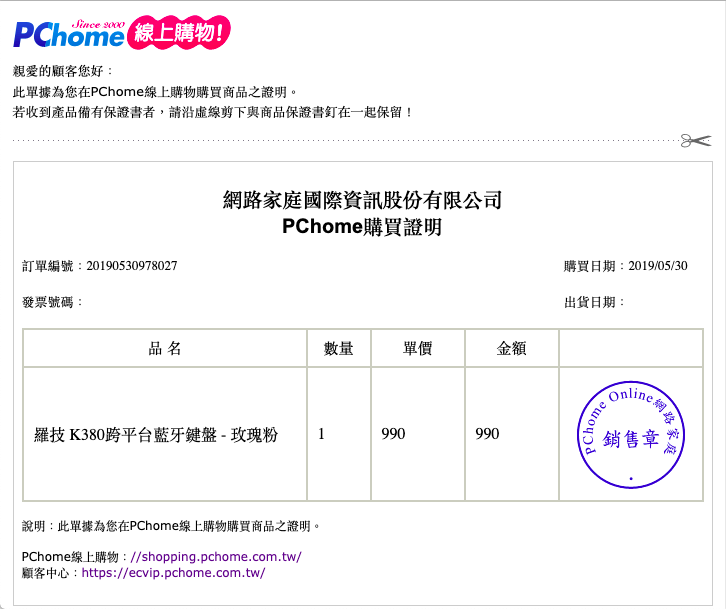 Since 2000
PChome 線上購物!
親愛的顧客您好：
此單據為您在PChome線上購物購買商品之證明。
若收到產品備有保證書者，請沿虛線剪下與商品保證書釘在一起保留！
網路家庭國際資訊股份有限公司
PChome購買證明
訂單編號：20190530978027 購買日期：2019/05/30
發票號碼： 出貨日期：
品 名 數量 單價 金額
羅技 K380跨平台藍牙鍵盤 - 玫瑰粉 1 990 990
PChome Online網路家庭
銷售章
說明：此單據為您在PChome線上購物購買商品之證明。
PChome線上購物：//shopping.pchome.com.tw/
顧客中心：https://ecvip.pchome.com.tw/